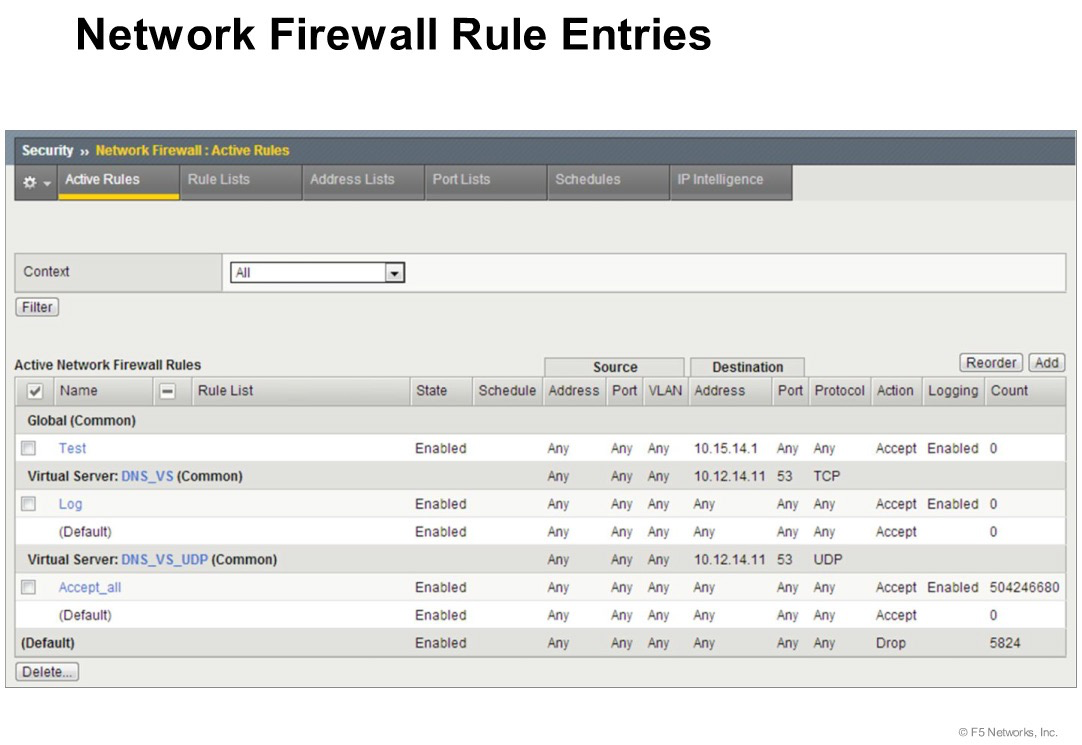 Network Firewall Rule Entries
Security ›› Network Firewall : Active Rules
Active Rules Rule Lists Address Lists Port Lists Schedules IP Intelligence
Context All
Filter
Active Network Firewall Rules Source Destination Reorder Add
Name Rule List State Schedule Address Port VLAN Address Port Protocol Action Logging Count
Global (Common)
Test Enabled Any Any Any 10.15.14.1 Any Any Accept Enabled 0
Virtual Server: DNS_VS (Common) Any Any Any 10.12.14.11 53 TCP
Log Enabled Any Any Any Any Any Any Accept Enabled 0
(Default) Enabled Any Any Any Any Any Any Accept 0
Virtual Server: DNS_VS_UDP (Common) Any Any Any 10.12.14.11 53 UDP
Accept_all Enabled Any Any Any Any Any Any Accept Enabled 504246680
(Default) Enabled Any Any Any Any Any Any Accept 0
(Default) Enabled Any Any Any Any Any Any Drop 5824
Delete...
© F5 Networks, Inc.